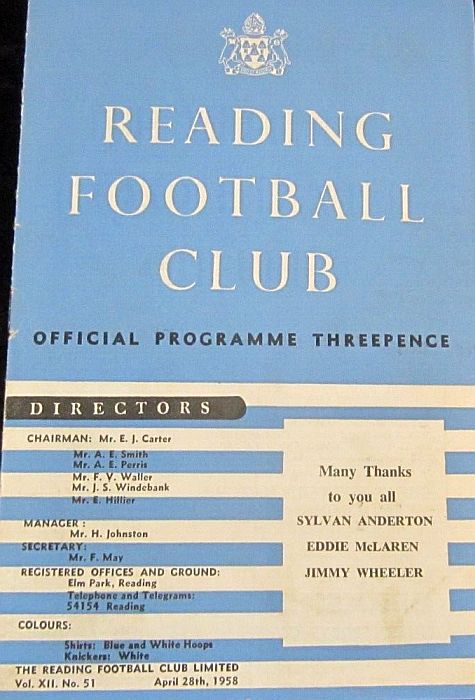 READING
FOOTBALL
CLUB
OFFICIAL PROGRAMME THREEPENCE
DIRECTORS
CHAIRMAN: Mr. E. J. Carter
Mr. A. E. Smith
Mr. A. E. Perris
Mr. F. V. Waller
Mr. J. S. Windebank
Mr. E. Hillier
MANAGER:
Mr. H. Johnston
SECRETARY:
Mr. F. May
REGISTERED OFFICES AND GROUND:
Elm Park, Reading
Telephone and Telegrams:
54154 Reading
COLOURS:
Shirts: Blue and White Hoops
Knickers: White
THE READING FOOTBALL CLUB LIMITED
Vol. XII. No. 51 April 28th, 1958
Many Thanks
to you all
SYLVAN ANDERTON
EDDIE McLAREN
JIMMY WHEELER